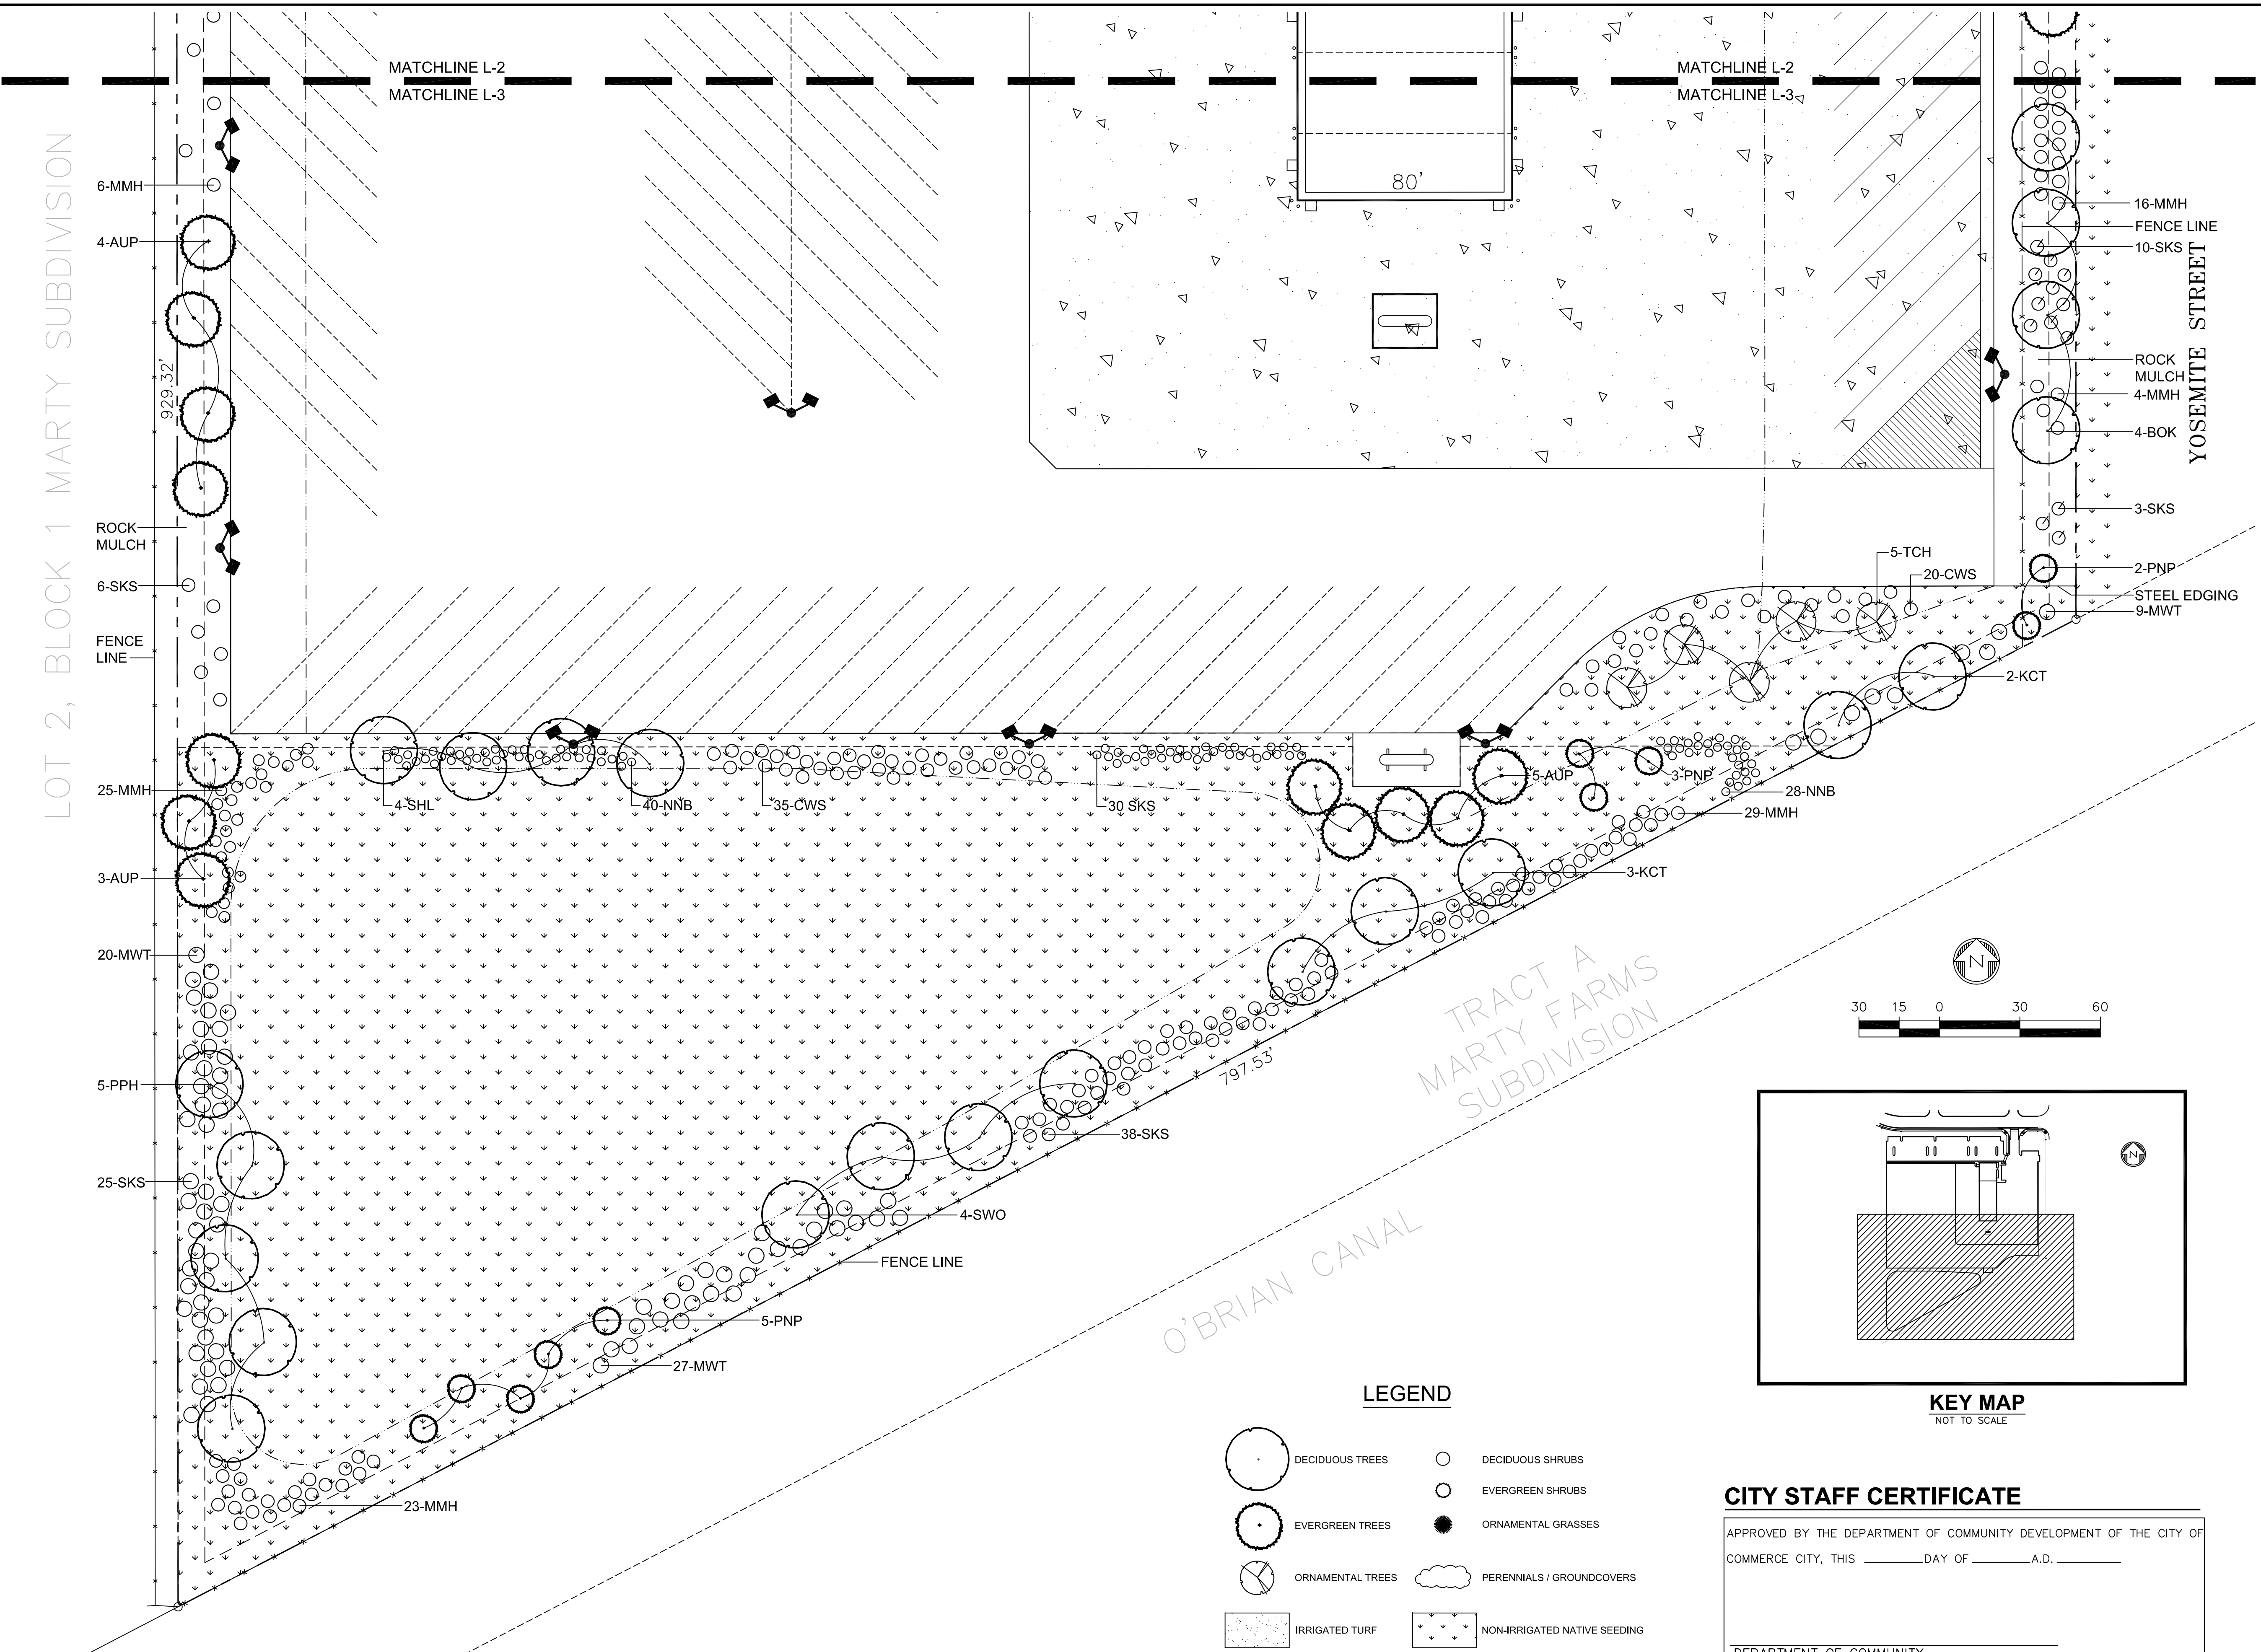 MATCHLINE L-2
MATCHLINE L-3
MATCHLINE L-2
MATCHLINE L-3
LOT 2, BLOCK 1 MARTY SUBDIVISION
929.32'
6-MMH
4-AUP
ROCK
MULCH
6-SKS
FENCE
LINE
25-MMH
3-AUP
20-MWT
5-PPH
25-SKS
23-MMH
80'
16-MMH
FENCE LINE
10-SKS
YOSEMITE STREET
ROCK
MULCH
4-MMH
4-BOK
3-SKS
2-PNP
STEEL EDGING
9-MWT
2-KCT
5-TCH
20-CWS
4-SHL
40-NNB
35-CWS
30 SKS
5-AUP
3-PNP
28-NNB
29-MMH
3-KCT
38-SKS
4-SWO
FENCE LINE
5-PNP
27-MWT
797.53'
TRACT A
MARTY FARMS
SUBDIVISION
O'BRIAN CANAL
N
30 15 0 30 60
N
KEY MAP
NOT TO SCALE
LEGEND
DECIDUOUS TREES
DECIDUOUS SHRUBS
EVERGREEN SHRUBS
EVERGREEN TREES
ORNAMENTAL GRASSES
ORNAMENTAL TREES
PERENNIALS / GROUNDCOVERS
IRRIGATED TURF
NON-IRRIGATED NATIVE SEEDING
CITY STAFF CERTIFICATE
APPROVED BY THE DEPARTMENT OF COMMUNITY DEVELOPMENT OF THE CITY OF
COMMERCE CITY, THIS ______ DAY OF ______ A.D. ______
DEPARTMENT OF COMMUNITY